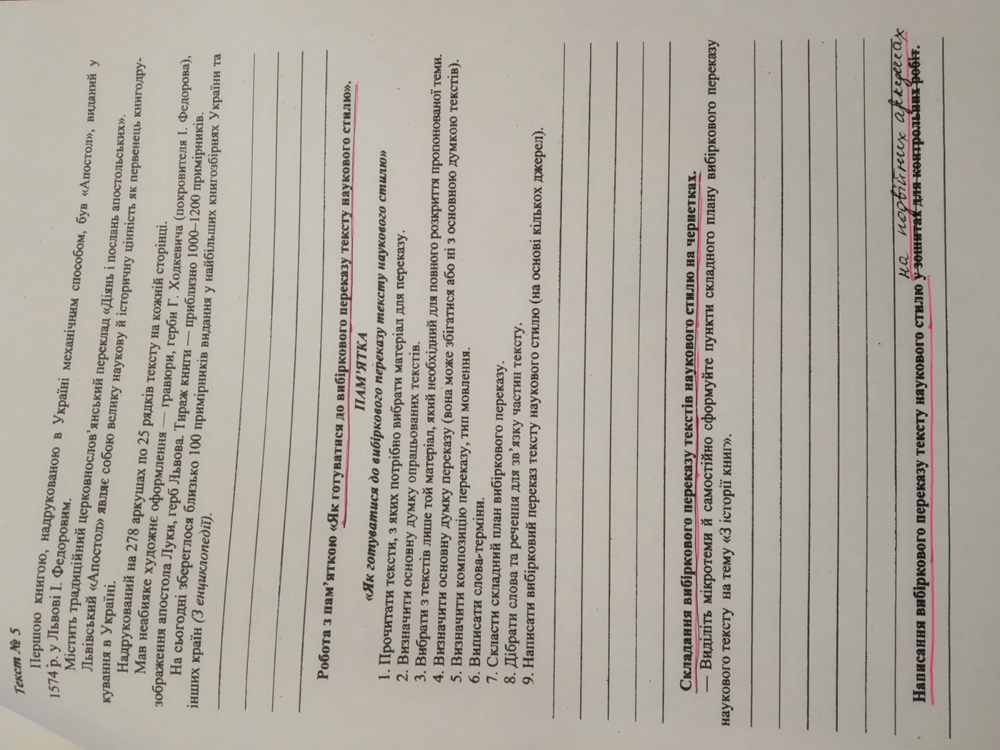 Текст № 5
Першою книгою, надрукованою в Україні механічним способом, був «Апостол», виданий у
1574 р. у Львові І. Федоровим.
Містить традиційний церковнослов’янський переклад «Діянь і послань апостольських».
Львівський «Апостол» являє собою велику наукову й історичну цінність як первенець книгодру-
кування в Україні.
Надрукований на 278 аркушах по 25 рядків тексту на кожній сторінці.
Мав неабияке художнє оформлення — гравюри, герби Г. Ходкевича (покровителя І. Федорова),
зображення апостола Луки, герб Львова. Тираж книги — приблизно 1000–1200 примірників.
На сьогодні збереглося близько 100 примірників видання у найбільших книгозбірнях України та
інших країн (З енциклопедії).
Робота з пам’яткою «Як готуватися до вибіркового переказу тексту наукового стилю».
ПАМ’ЯТКА
«Як готуватися до вибіркового переказу тексту наукового стилю»
1. Прочитати тексти, з яких потрібно вибрати матеріал для переказу.
2. Визначити основну думку опрацьованих текстів.
3. Вибрати з текстів лише той матеріал, який необхідний для повного розкриття пропонованої теми.
4. Визначити основну думку переказу (вона може збігатися або ні з основною думкою текстів).
5. Визначити композицію переказу, тип мовлення.
6. Виписати слова-терміни.
7. Скласти складний план вибіркового переказу.
8. Дібрати слова та речення для зв’язку частин тексту.
9. Написати вибірковий переказ тексту наукового стилю (на основі кількох джерел).
Складання вибіркового переказу текстів наукового стилю на чернетках.
— Виділіть мікротеми й самостійно сформуйте пункти складного плану вибіркового переказу
наукового тексту на тему «З історії книг».
на подвійних аркушах
Написання вибіркового переказу тексту наукового стилю у зошитах для контрольних робіт.